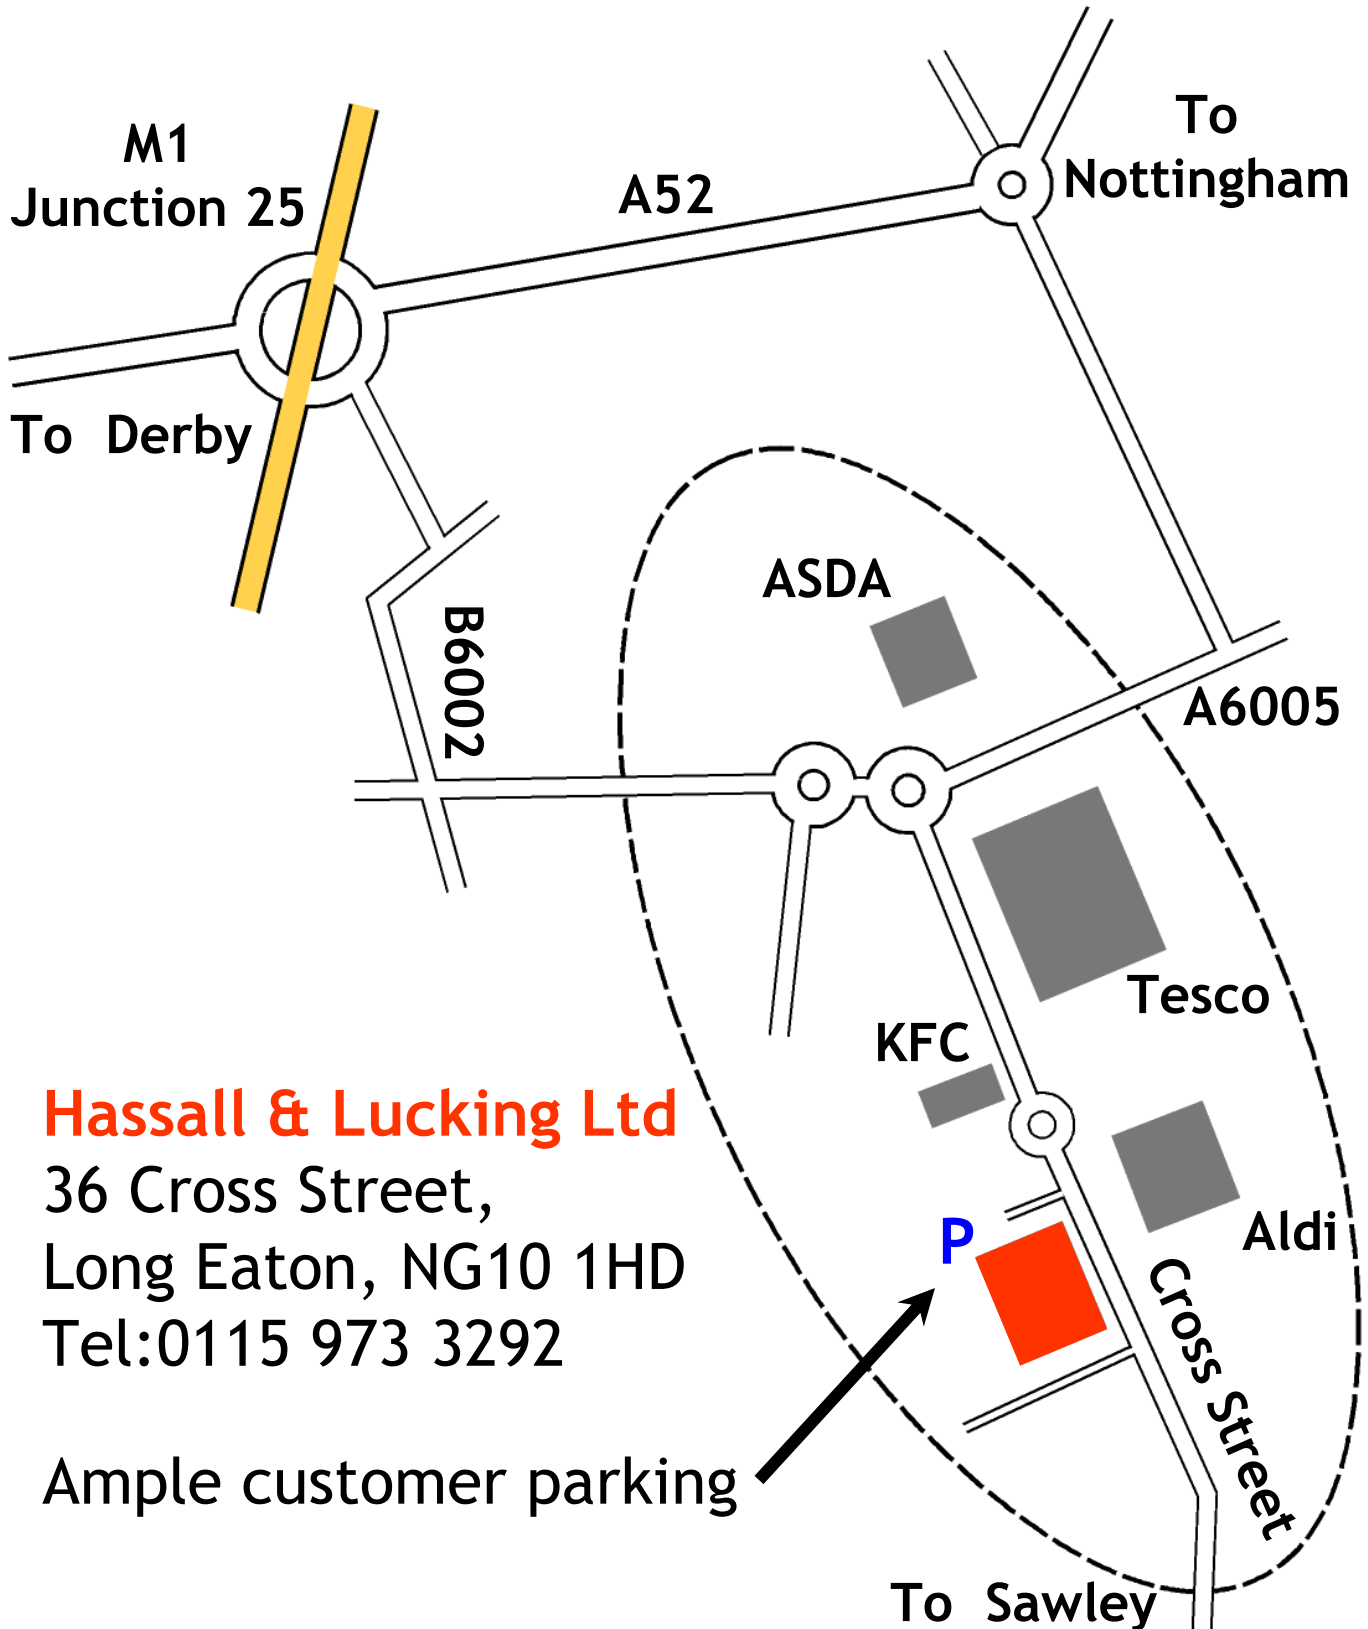 M1
Junction 25
A52
To
Nottingham
To Derby
ASDA
B6002
A6005
Tesco
KFC
Hassall & Lucking Ltd
36 Cross Street,
Long Eaton, NG10 1HD
Tel:0115 973 3292
P
Aldi
Cross Street
Ample customer parking
To Sawley